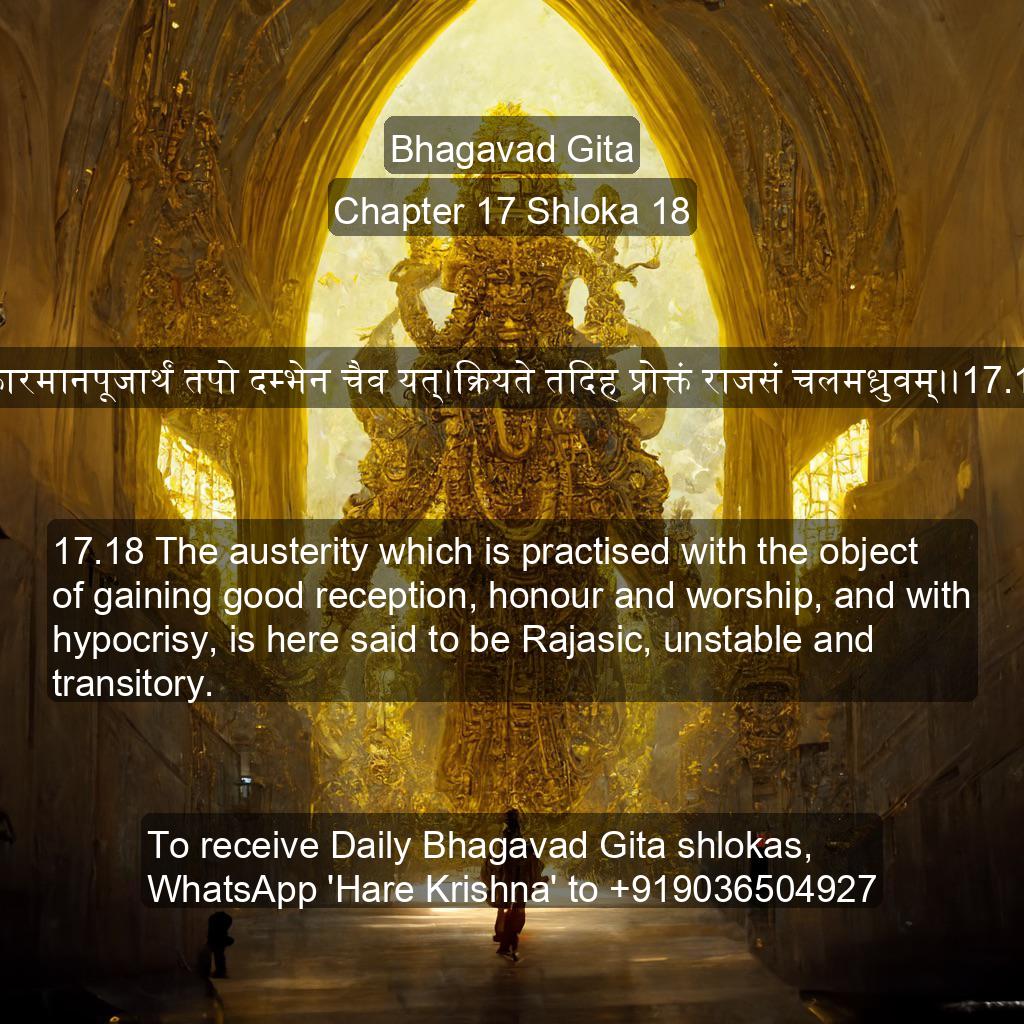 Bhagavad Gita
Chapter 17 Shloka 18
तपो दम्भेन चैव यत्।क्रियते तदिह प्रोक्तं राजसं चलमध्रुवम्।।17.1
17.18 The austerity which is practised with the object
of gaining good reception, honour and worship, and with
hypocrisy, is here said to be Rajasic, unstable and
transitory.
To receive Daily Bhagavad Gita shlokas,
WhatsApp 'Hare Krishna' to +919036504927